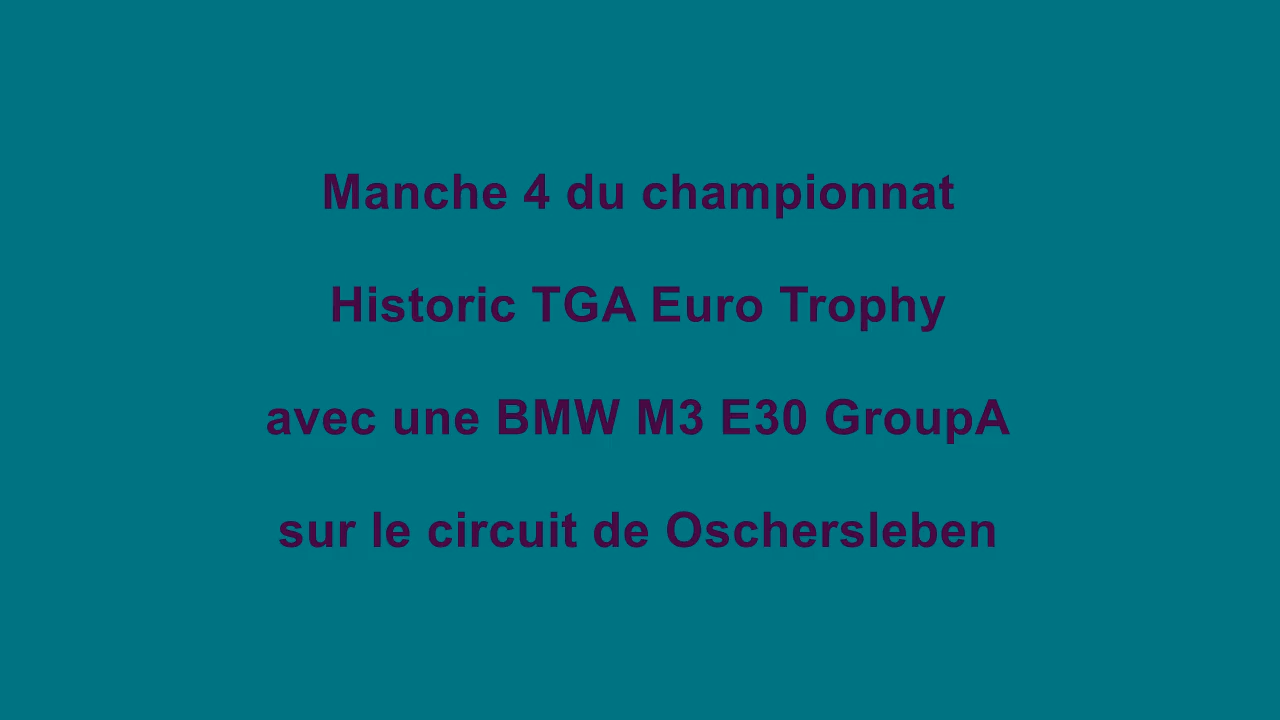 Manche 4 du championnat
Historic TGA Euro Trophy
avec une BMW M3 E30 GroupA
sur le circuit de Oschersleben